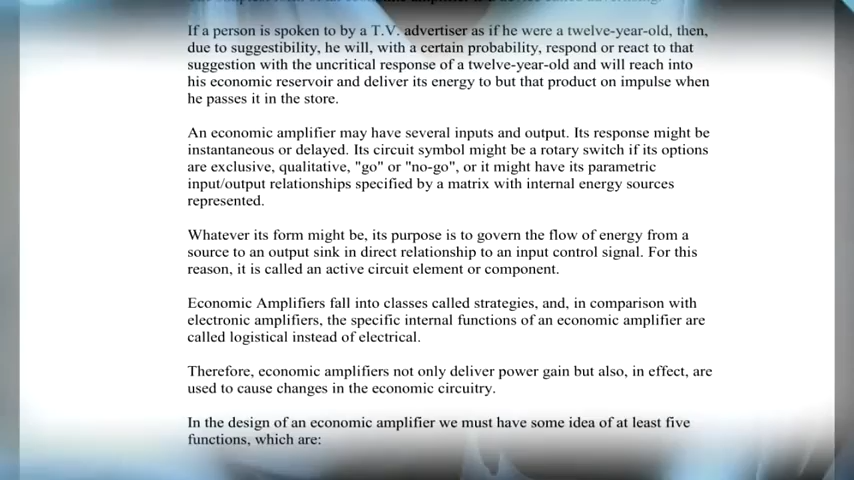 If a person is spoken to by a T.V. advertiser as if he were a twelve-year-old, then,
due to suggestibility, he will, with a certain probability, respond or react to that
suggestion with the uncritical response of a twelve-year-old and will reach into
his economic reservoir and deliver its energy to but that product on impulse when
he passes it in the store.
An economic amplifier may have several inputs and output. Its response might be
instantaneous or delayed. Its circuit symbol might be a rotary switch if its options
are exclusive, qualitative, "go" or "no-go", or it might have its parametric
input/output relationships specified by a matrix with internal energy sources
represented.
Whatever its form might be, its purpose is to govern the flow of energy from a
source to an output sink in direct relationship to an input control signal. For this
reason, it is called an active circuit element or component.
Economic Amplifiers fall into classes called strategies, and, in comparison with
electronic amplifiers, the specific internal functions of an economic amplifier are
called logistical instead of electrical.
Therefore, economic amplifiers not only deliver power gain but also, in effect, are
used to cause changes in the economic circuitry.
In the design of an economic amplifier we must have some idea of at least five
functions, which are: